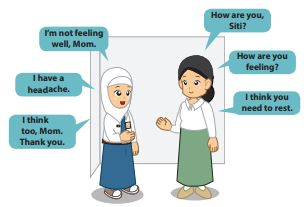 How are you,
Siti?
I'm not feeling
well, Mom.
How are you
feeling?
I have a
headache.
I think you
need to rest.
I think
too, Mom.
Thank you.